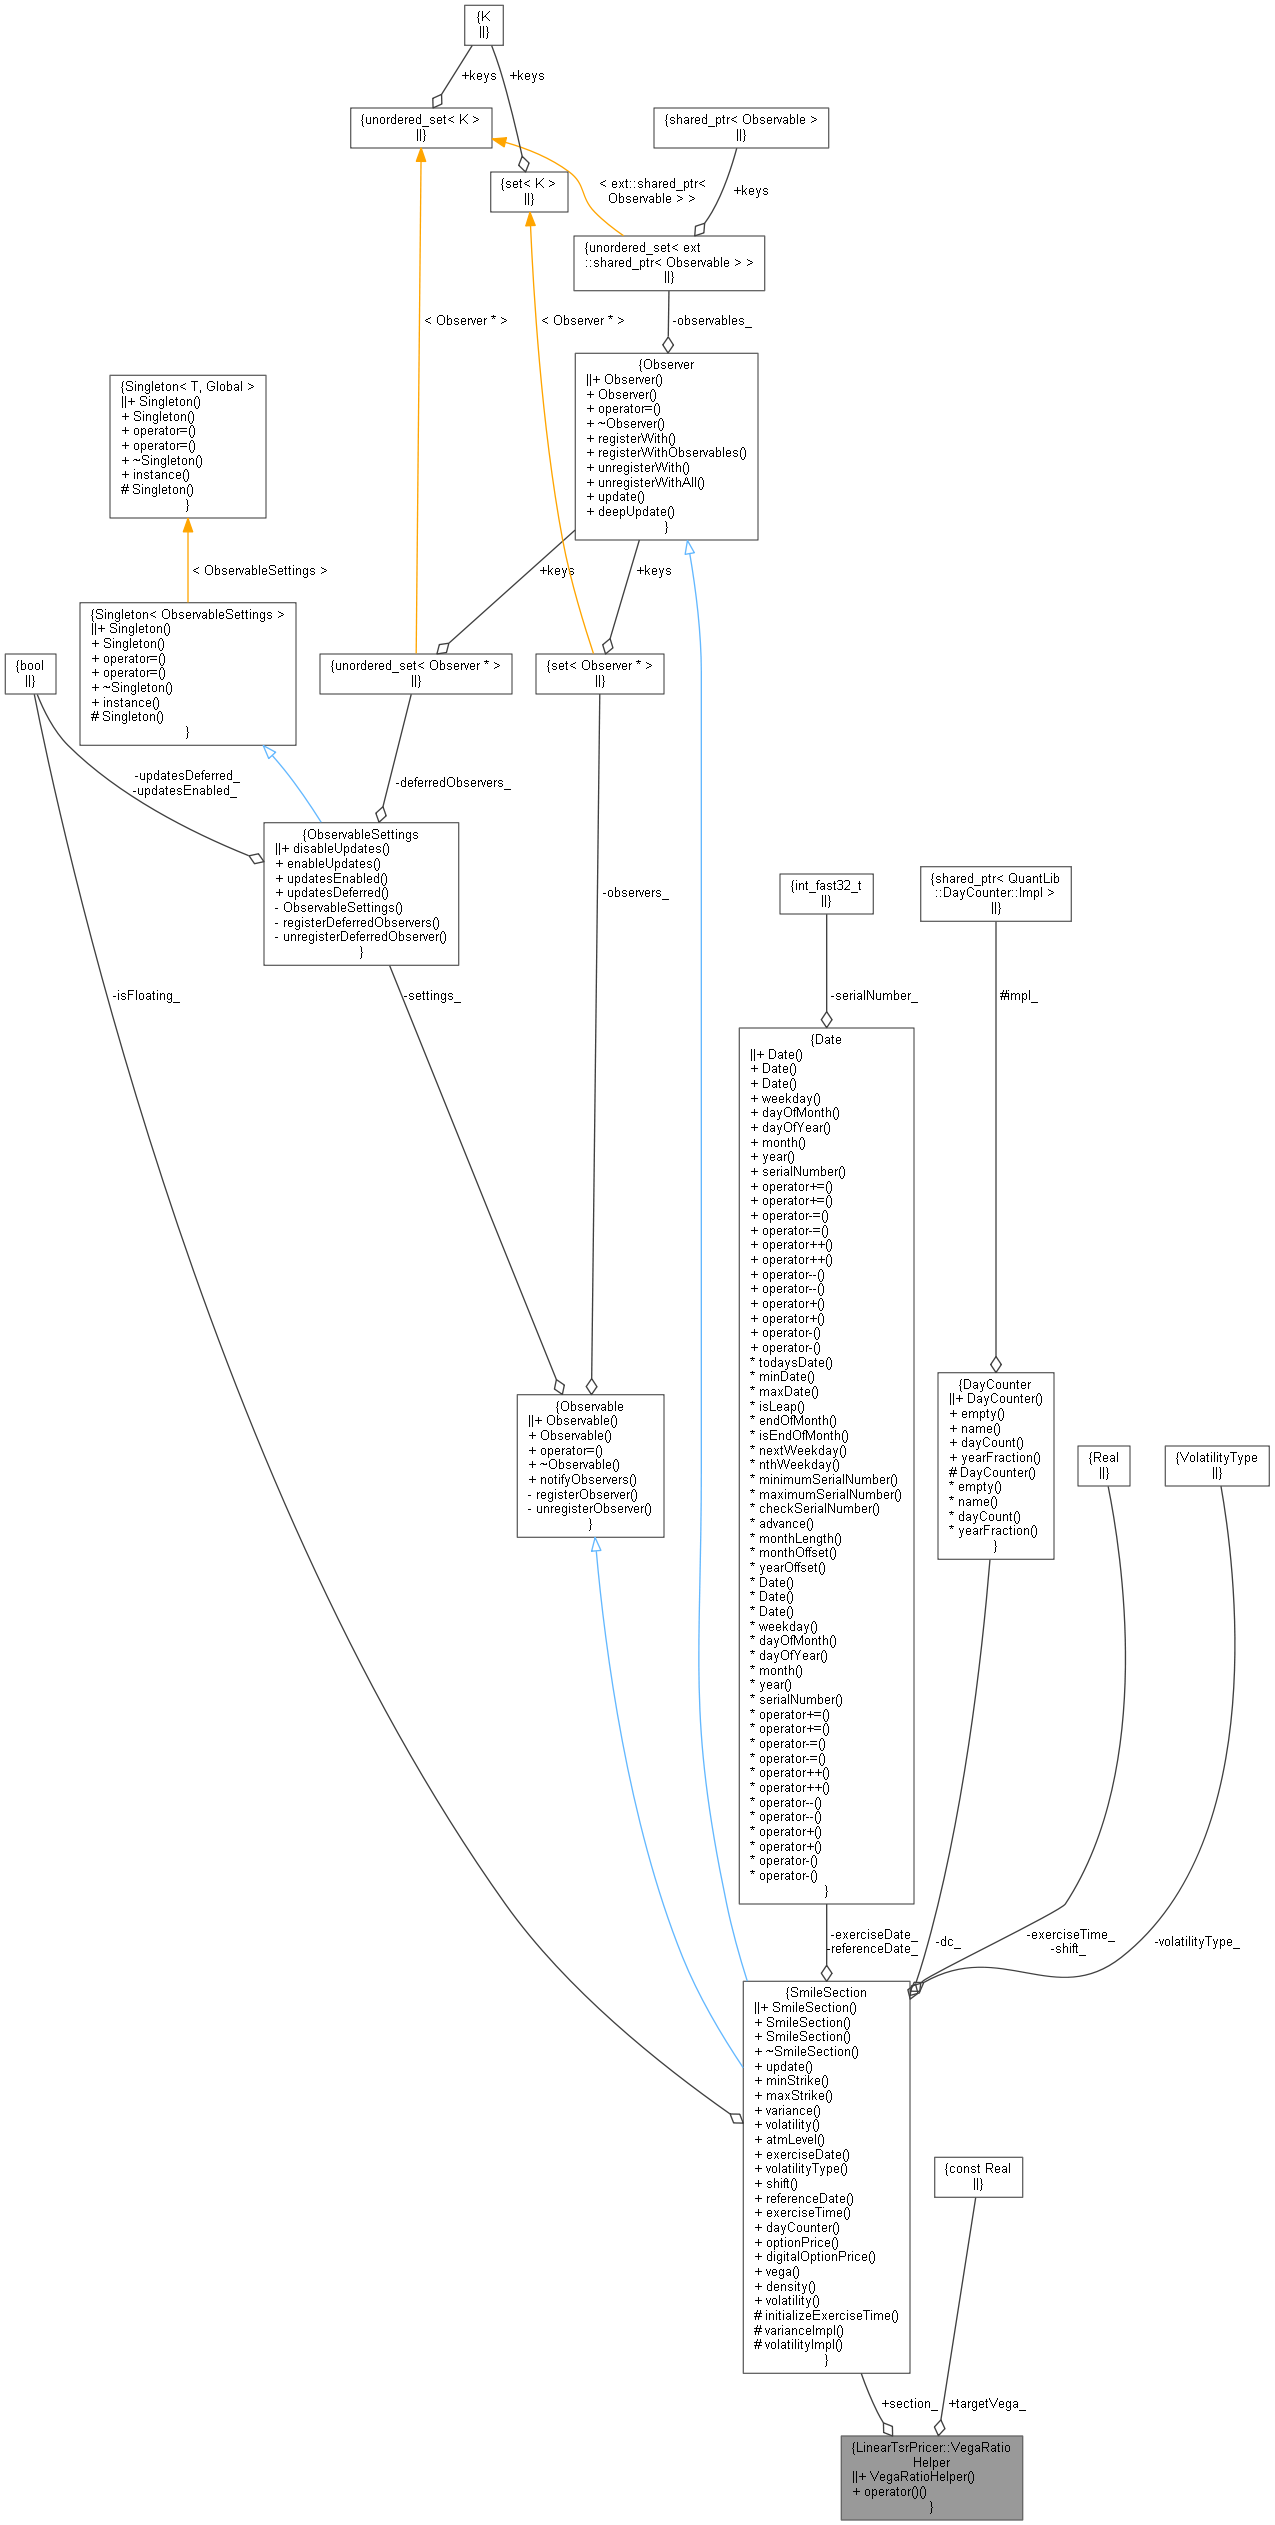 {K
||}
+keys
+keys
{unordered_set< K >
||}
{shared_ptr< Observable >
||}
{set< K >
||}
< ext::shared_ptr<
Observable > >
+keys
{unordered_set< ext
::shared_ptr< Observable > >
||}
< Observer * >
< Observer * >
-observables_
{Observer
||+ Observer()
+ Observer()
+ operator=()
+ ~Observer()
+ registerWith()
+ registerWithObservables()
+ unregisterWith()
+ unregisterWithAll()
+ update()
+ deepUpdate()
}
{Singleton< T, Global >
||+ Singleton()
+ Singleton()
+ operator=()
+ operator=()
+ ~Singleton()
+ instance()
# Singleton()
}
< ObservableSettings >
+keys
+keys
{Singleton< ObservableSettings >
||+ Singleton()
+ Singleton()
+ operator=()
+ operator=()
+ ~Singleton()
+ instance()
# Singleton()
}
{bool
||}
{unordered_set< Observer * >
||}
{set< Observer * >
||}
-updatesDeferred_
-updatesEnabled_
-deferredObservers_
{ObservableSettings
||+ disableUpdates()
+ enableUpdates()
+ updatesEnabled()
+ updatesDeferred()
- ObservableSettings()
- registerDeferredObservers()
- unregisterDeferredObserver()
}
-observers_
{int_fast32_t
||}
{shared_ptr< QuantLib
::DayCounter::Impl >
||}
-isFloating_
-settings_
-serialNumber_
#impl_
{Date
||+ Date()
+ Date()
+ Date()
+ weekday()
+ dayOfMonth()
+ dayOfYear()
+ month()
+ year()
+ serialNumber()
+ operator+=()
+ operator+=()
+ operator-=()
+ operator-=()
+ operator++()
+ operator++()
+ operator--()
+ operator--()
+ operator+()
+ operator+()
+ operator-()
+ operator-()
* todaysDate()
* minDate()
* maxDate()
* isLeap()
* endOfMonth()
* isEndOfMonth()
* nextWeekday()
* nthWeekday()
* minimumSerialNumber()
* maximumSerialNumber()
* checkSerialNumber()
* advance()
* monthLength()
* monthOffset()
* yearOffset()
* Date()
* Date()
* Date()
* weekday()
* dayOfMonth()
* dayOfYear()
* month()
* year()
* serialNumber()
* operator+=()
* operator+=()
* operator-=()
* operator-=()
* operator++()
* operator++()
* operator--()
* operator--()
* operator+()
* operator+()
* operator-()
* operator-()
}
{Observable
||+ Observable()
+ Observable()
+ operator=()
+ ~Observable()
+ notifyObservers()
- registerObserver()
- unregisterObserver()
}
{DayCounter
||+ DayCounter()
+ empty()
+ name()
+ dayCount()
+ yearFraction()
# DayCounter()
* empty()
* name()
* dayCount()
* yearFraction()
}
{Real
||}
{VolatilityType
||}
-exerciseDate_
-referenceDate_
-dc_
-exerciseTime_
-shift_
-volatilityType_
{SmileSection
||+ SmileSection()
+ SmileSection()
+ SmileSection()
+ ~SmileSection()
+ update()
+ minStrike()
+ maxStrike()
+ variance()
+ volatility()
+ atmLevel()
+ exerciseDate()
+ volatilityType()
+ shift()
+ referenceDate()
+ exerciseTime()
+ dayCounter()
+ optionPrice()
+ digitalOptionPrice()
+ vega()
+ density()
+ volatility()
# initializeExerciseTime()
# varianceImpl()
# volatilityImpl()
}
{const Real
||}
+section_
+targetVega_
{LinearTsrPricer::VegaRatio
Helper
||+ VegaRatioHelper()
+ operator()()
}